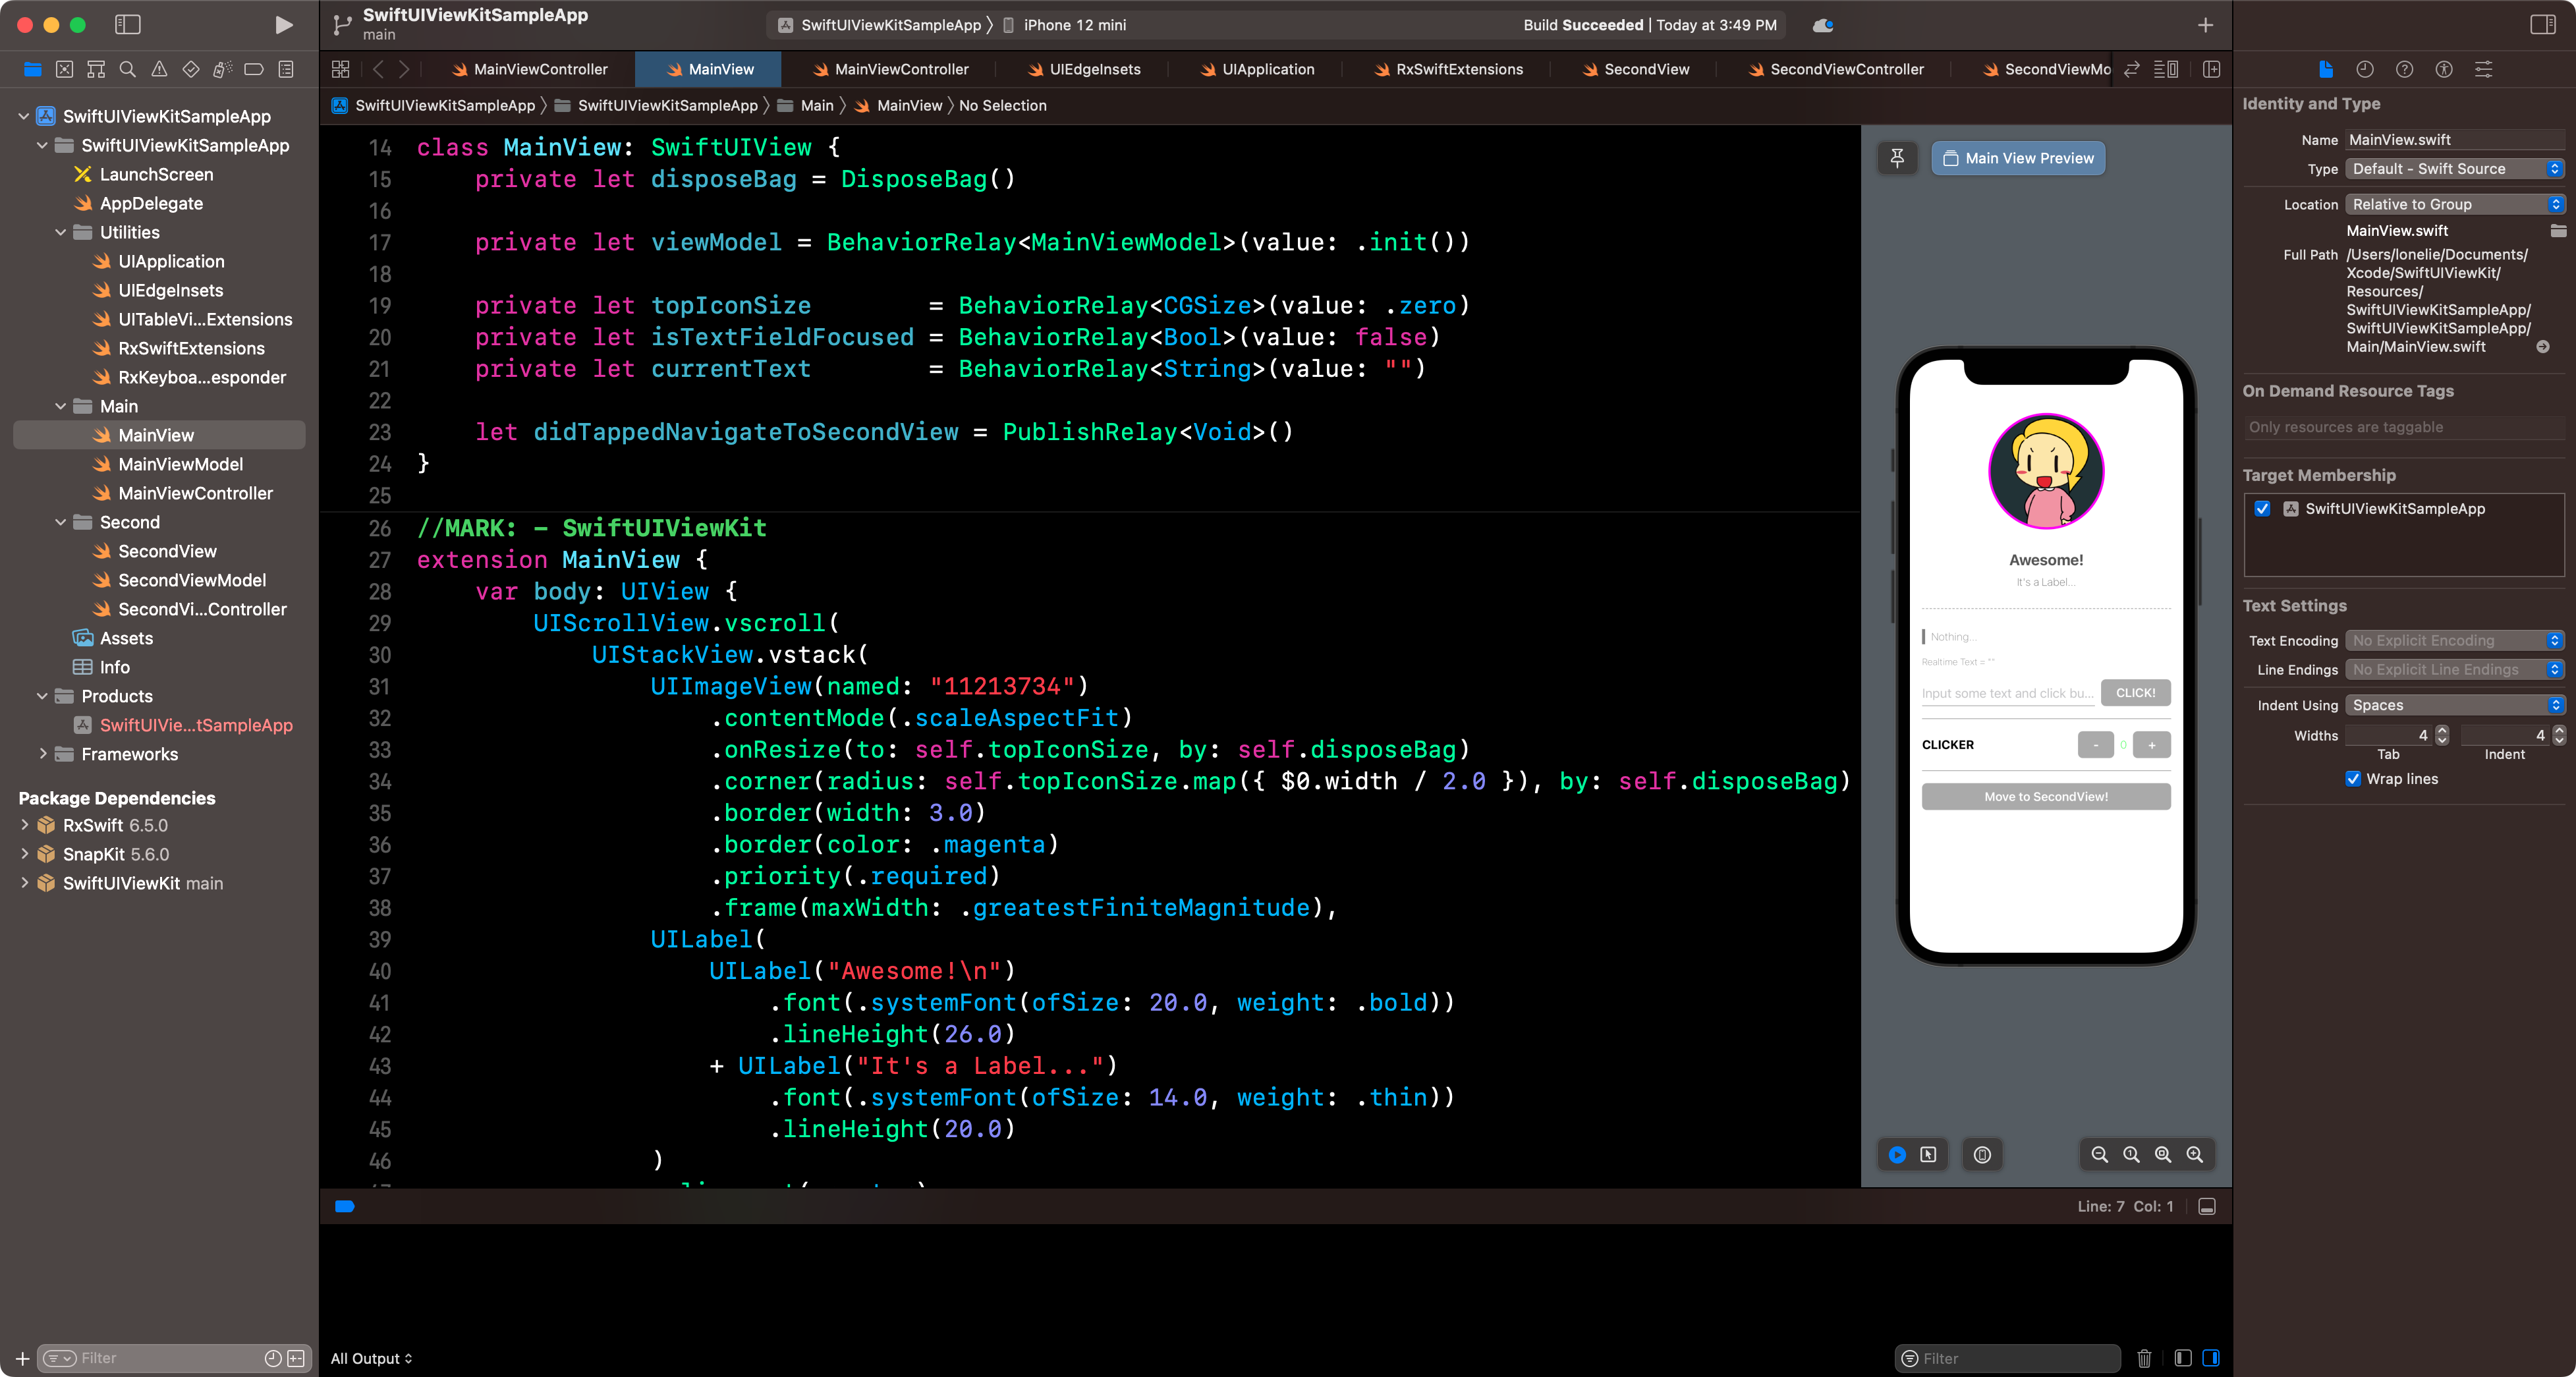 SwiftUIViewKitSampleApp
main
SwiftUIViewKitSampleApp 〉 iPhone 12 mini
Build Succeeded | Today at 3:49 PM
MainViewController
MainView
MainViewController
UIEdgeInsets
UIApplication
RxSwiftExtensions
SecondView
SecondViewController
SecondViewMo
SwiftUIViewKitSampleApp 〉 SwiftUIViewKitSampleApp 〉 Main 〉 MainView 〉 No Selection
SwiftUIViewKitSampleApp
SwiftUIViewKitSampleApp
LaunchScreen
AppDelegate
Utilities
UIApplication
UIEdgeInsets
UITableVi...Extensions
RxSwiftExtensions
RxKeyboa...esponder
Main
MainView
MainViewModel
MainViewController
Second
SecondView
SecondViewModel
SecondVi...Controller
Assets
Info
Products
SwiftUIVie...tSampleApp
Frameworks
Package Dependencies
RxSwift 6.5.0
SnapKit 5.6.0
SwiftUIViewKit main
Filter
14 class MainView: SwiftUIView {
15     private let disposeBag = DisposeBag()
16
17     private let viewModel = BehaviorRelay<MainViewModel>(value: .init())
18
19     private let topIconSize        = BehaviorRelay<CGSize>(value: .zero)
20     private let isTextFieldFocused = BehaviorRelay<Bool>(value: false)
21     private let currentText        = BehaviorRelay<String>(value: "")
22
23     let didTappedNavigateToSecondView = PublishRelay<Void>()
24 }
25
26 //MARK: - SwiftUIViewKit
27 extension MainView {
28     var body: UIView {
29         UIScrollView.vscroll(
30             UIStackView.vstack(
31                 UIImageView(named: "11213734")
32                     .contentMode(.scaleAspectFit)
33                     .onResize(to: self.topIconSize, by: self.disposeBag)
34                     .corner(radius: self.topIconSize.map({ $0.width / 2.0 }), by: self.disposeBag)
35                     .border(width: 3.0)
36                     .border(color: .magenta)
37                     .priority(.required)
38                     .frame(maxWidth: .greatestFiniteMagnitude),
39                 UILabel(
40                     UILabel("Awesome!\n")
41                         .font(.systemFont(ofSize: 20.0, weight: .bold))
42                         .lineHeight(26.0)
43                     + UILabel("It's a Label...")
44                         .font(.systemFont(ofSize: 14.0, weight: .thin))
45                         .lineHeight(20.0)
46                 )
Main View Preview
Awesome!
It's a Label...
Nothing...
Realtime Text = ""
Input some text and click bu... CLICK!
CLICKER - 0 +
Move to SecondView!
Line: 7 Col: 1
All Output
Filter
Identity and Type
Name MainView.swift
Type Default - Swift Source
Location Relative to Group
MainView.swift
Full Path /Users/lonelie/Documents/
Xcode/SwiftUIViewKit/
Resources/
SwiftUIViewKitSampleApp/
SwiftUIViewKitSampleApp/
Main/MainView.swift
On Demand Resource Tags
Only resources are taggable
Target Membership
SwiftUIViewKitSampleApp
Text Settings
Text Encoding No Explicit Encoding
Line Endings No Explicit Line Endings
Indent Using Spaces
Widths 4 4
Tab Indent
Wrap lines